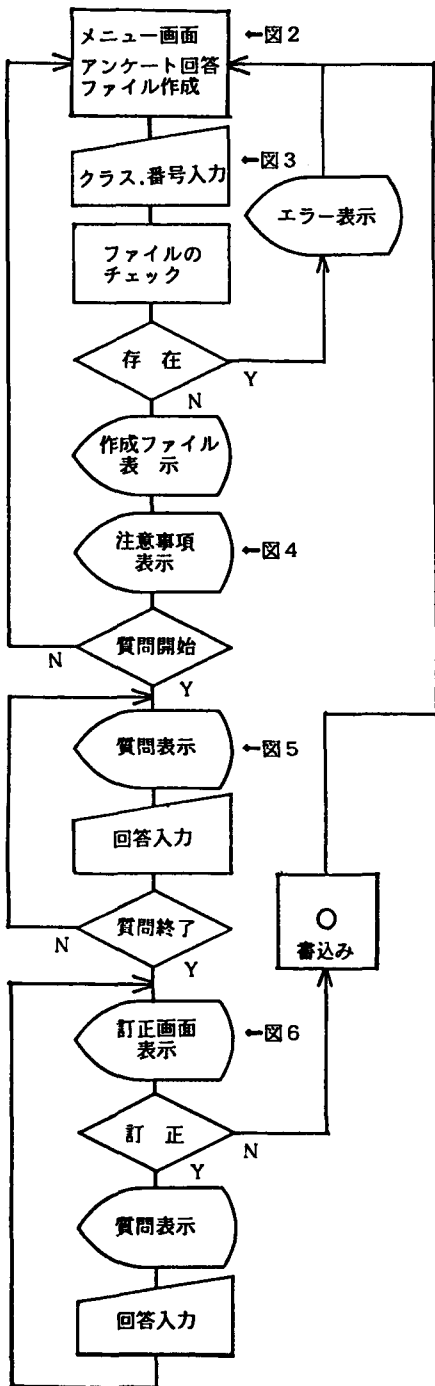 メニュー画面
アンケート回答
ファイル作成
←図2
クラス.番号入力
←図3
エラー表示
ファイルの
チェック
存 在
Y
N
作成ファイル
表 示
注意事項
表示
←図4
質問開始
N
Y
質問表示
←図5
回答入力
質問終了
N
Y
書込み
訂正画面
表示
←図6
訂 正
N
Y
質問表示
回答入力